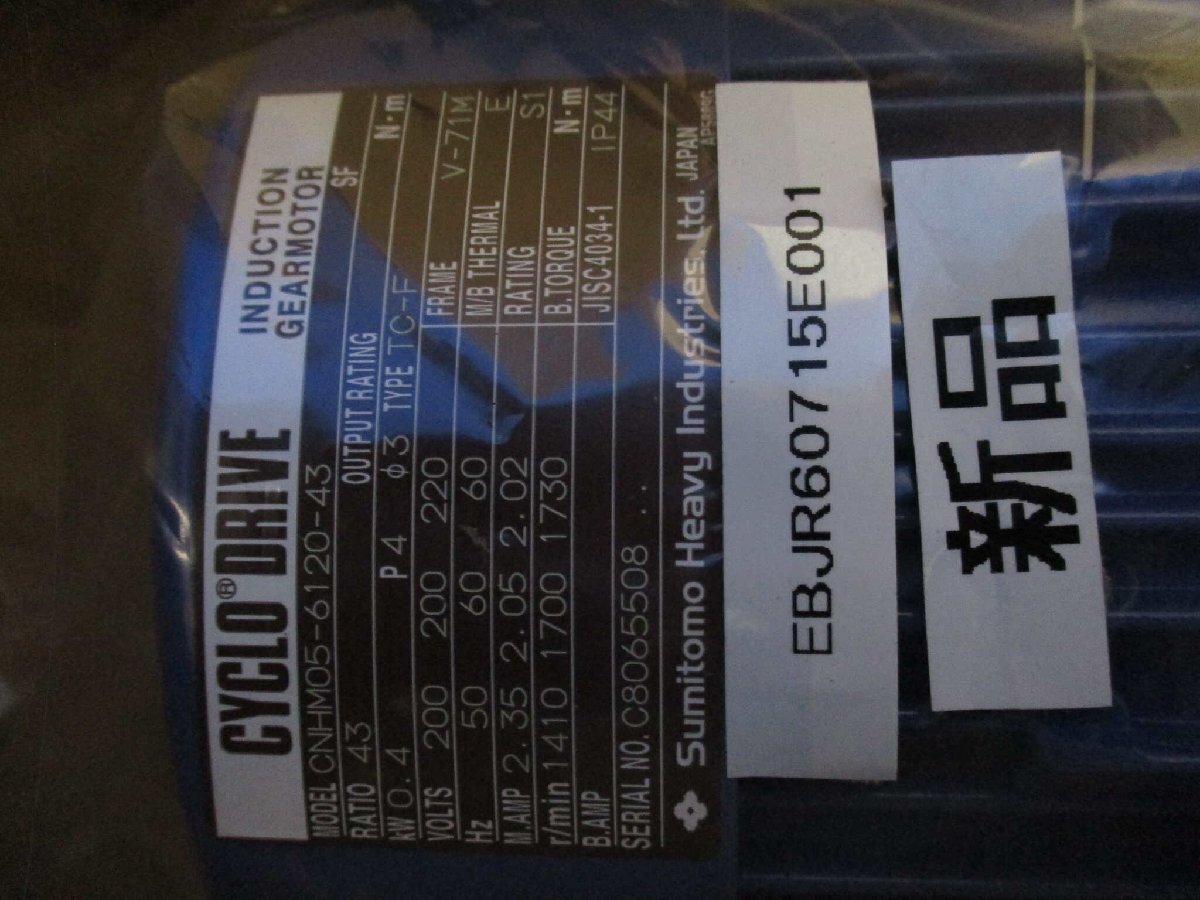 CYCLO® DRIVE
INDUCTION
GEARMOTOR
MODEL CNHM05-6120-43
RATIO 43 OUTPUT RATING SF
kW 0.4 P 4 φ3 TYPE TC-F N·m
VOLTS 200 200 220 FRAME V-71M
Hz 50 60 60 M/B THERMAL E
M.AMP 2.35 2.05 2.02 RATING S1
r/min 1410 1700 1730 B.TORQUE N·m
B.AMP JISC4034-1 IP44
SERIAL NO. C8065508
Sumitomo Heavy Industries,Ltd. JAPAN
EBJR60715E001
新品